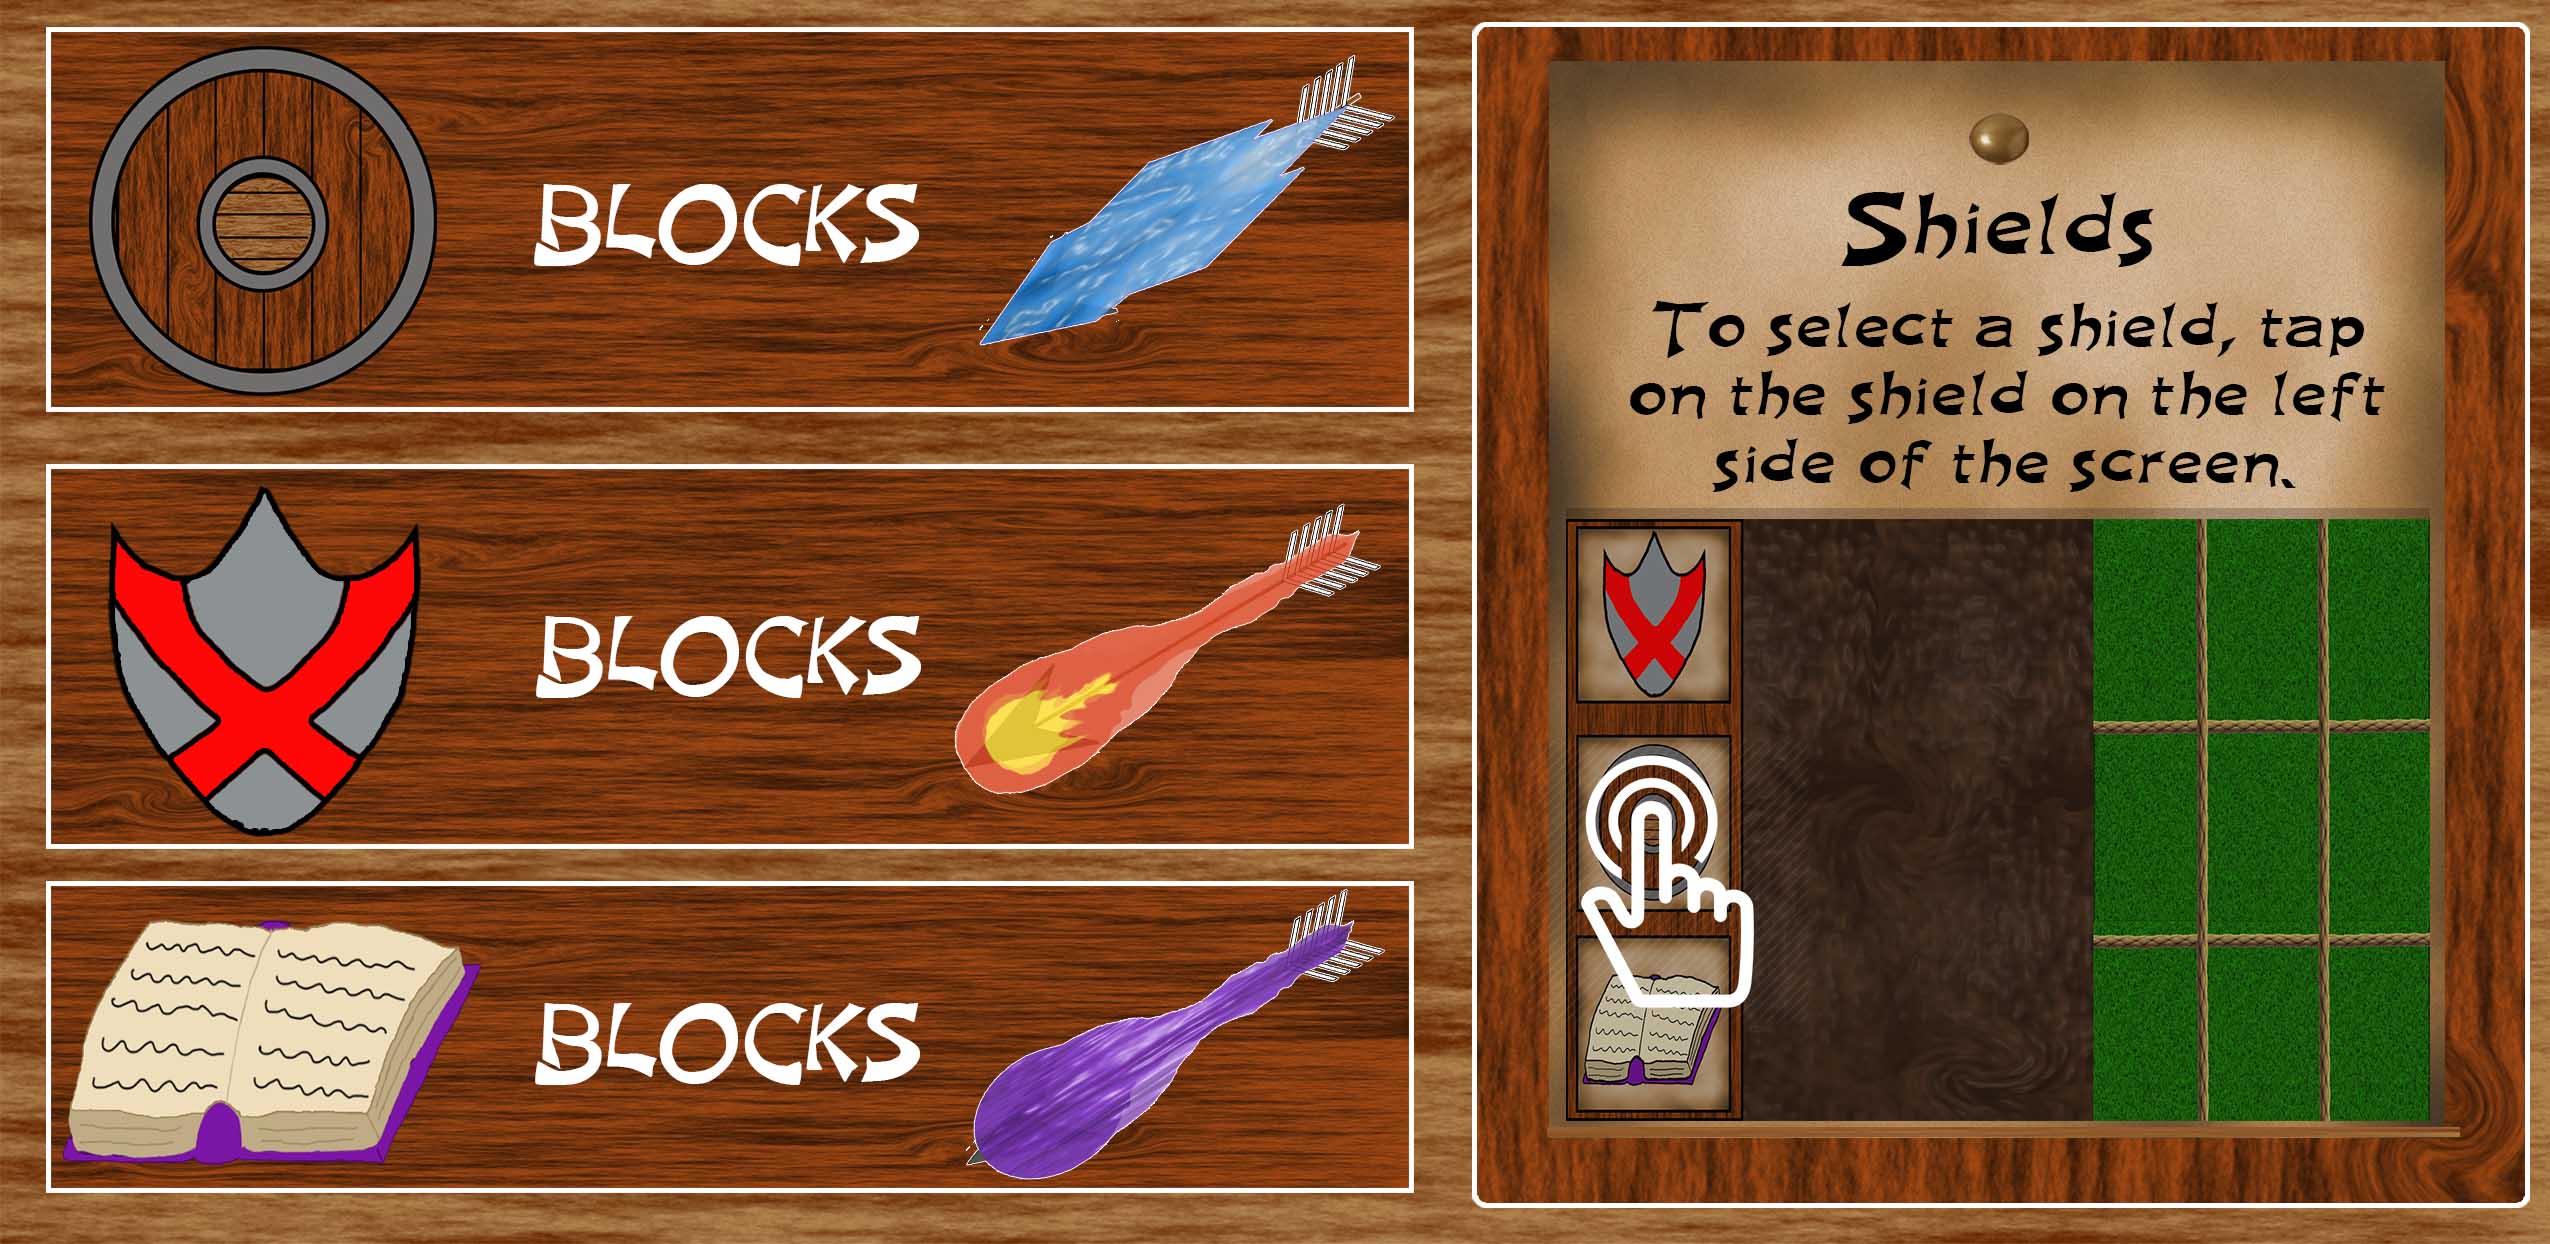 BLOCKS
BLOCKS
BLOCKS
Shields
To select a shield, tap
on the shield on the left
side of the screen.